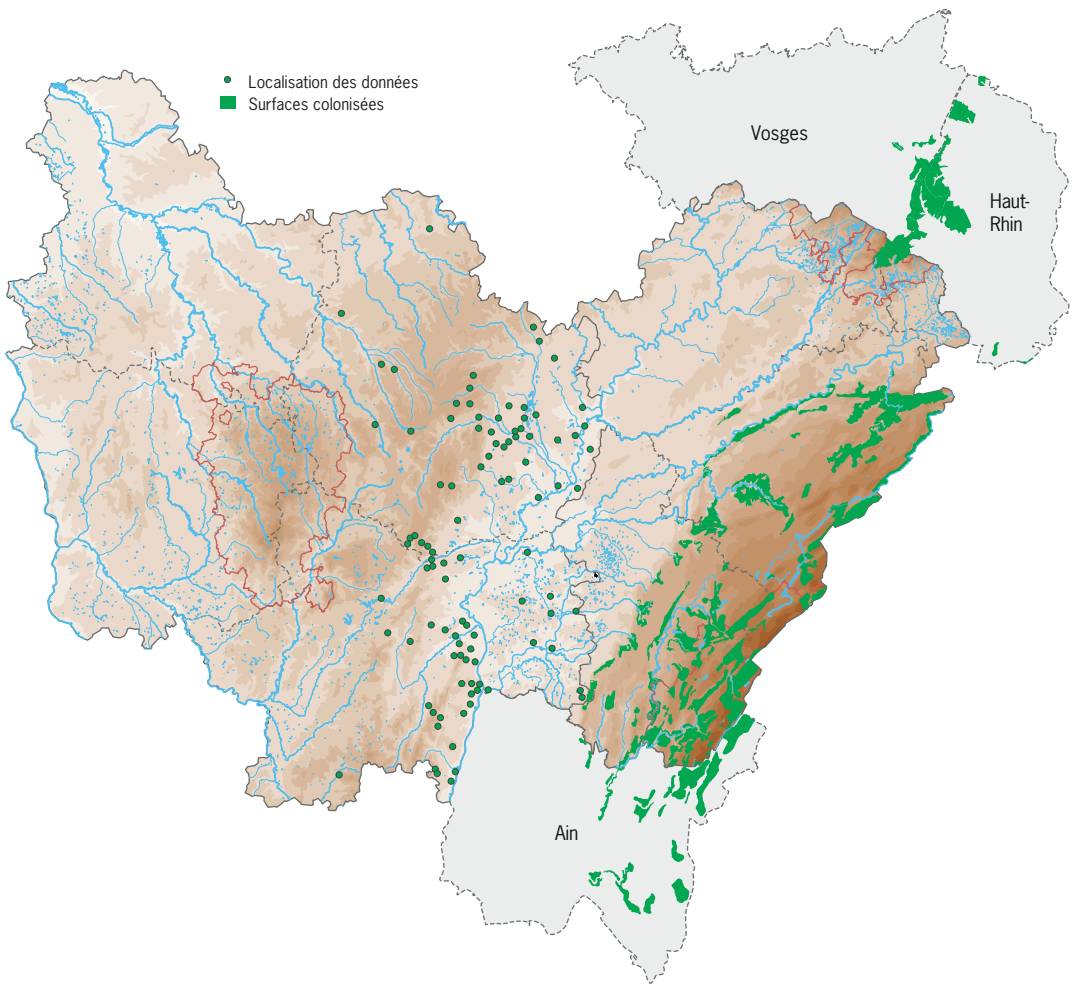 Localisation des données
Surfaces colonisées
Vosges
Haut-
Rhin
Ain